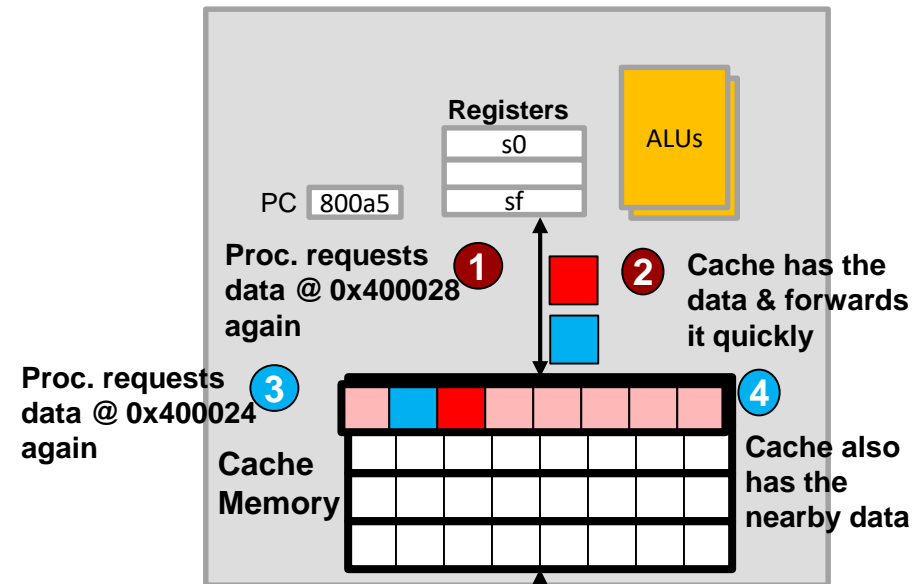 Registers
s0
ALUs
PC 800a5
sf
Proc. requests
data @ 0x400028
again
1
2
Cache has the
data & forwards
it quickly
Proc. requests
data @ 0x400024
again
3
4
Cache
Memory
Cache also
has the
nearby data